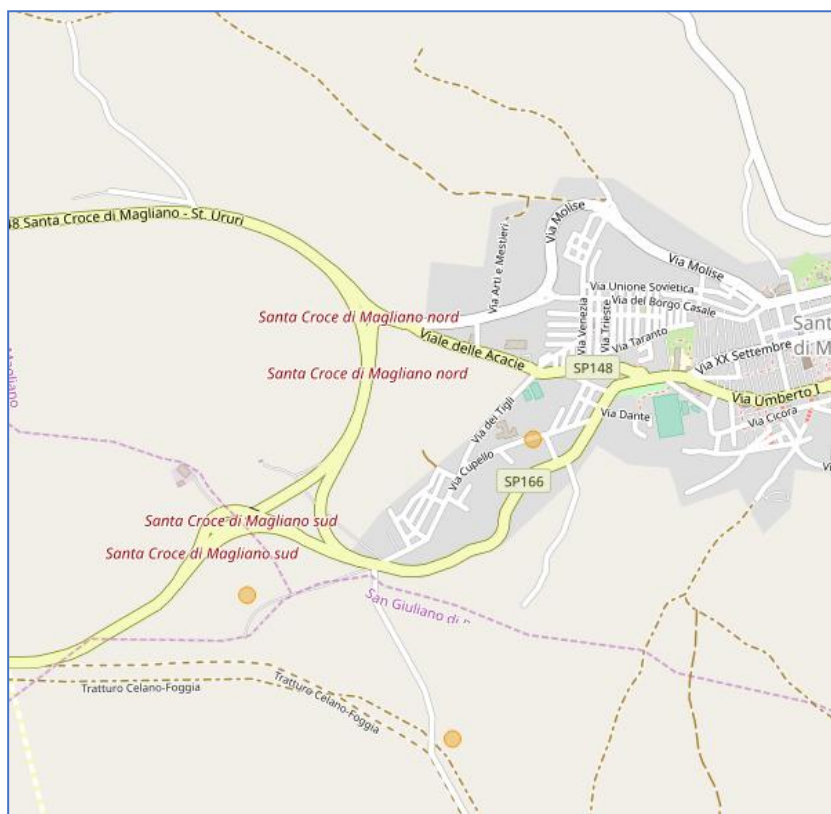 48 Santa Croce di Magliano - St. Ururi
Via Molise
Via Arti e Mestieri
Via Molise
Via Unione Sovietica
Via del Borgo Casale
Santa Croce di Magliano nord
Via Venezia
Via Trieste
Viale delle Acacie
Via Taranto
Sant
di M
Via XX Settembre
Magliano
Santa Croce di Magliano nord
SP148
Via Umberto I
Via dei Tigli
Via Dante
Via Cicora
Via Cupello
SP166
Santa Croce di Magliano sud
Santa Croce di Magliano sud
San Giuliano di
Tratturo Celano-Foggia
Tratturo Celano-Foggia